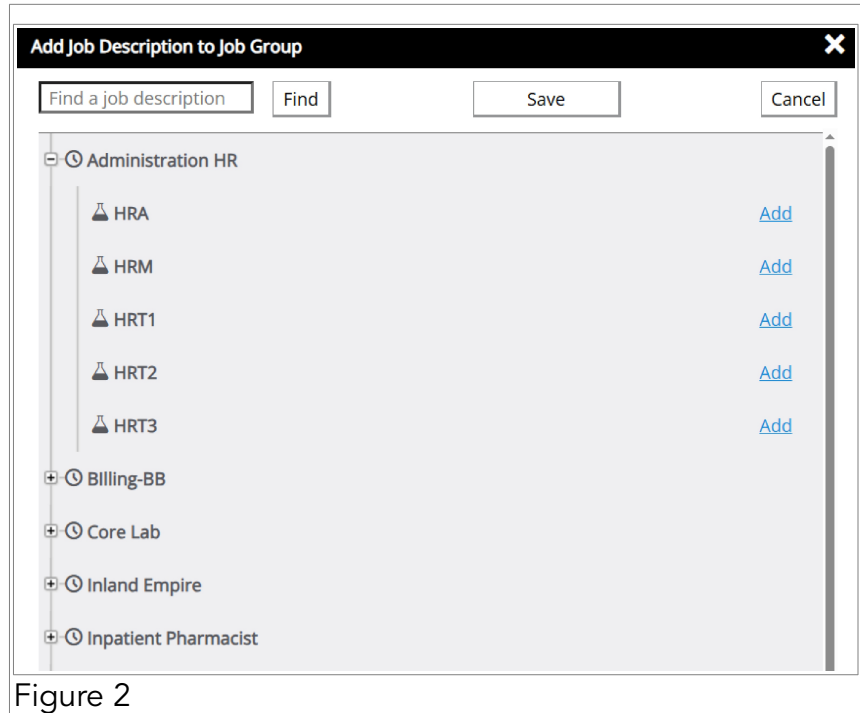 Add Job Description to Job Group
Find a job description Find Save Cancel
Administration HR
HRA Add
HRM Add
HRT1 Add
HRT2 Add
HRT3 Add
BIlling-BB
Core Lab
Inland Empire
Inpatient Pharmacist
Figure 2